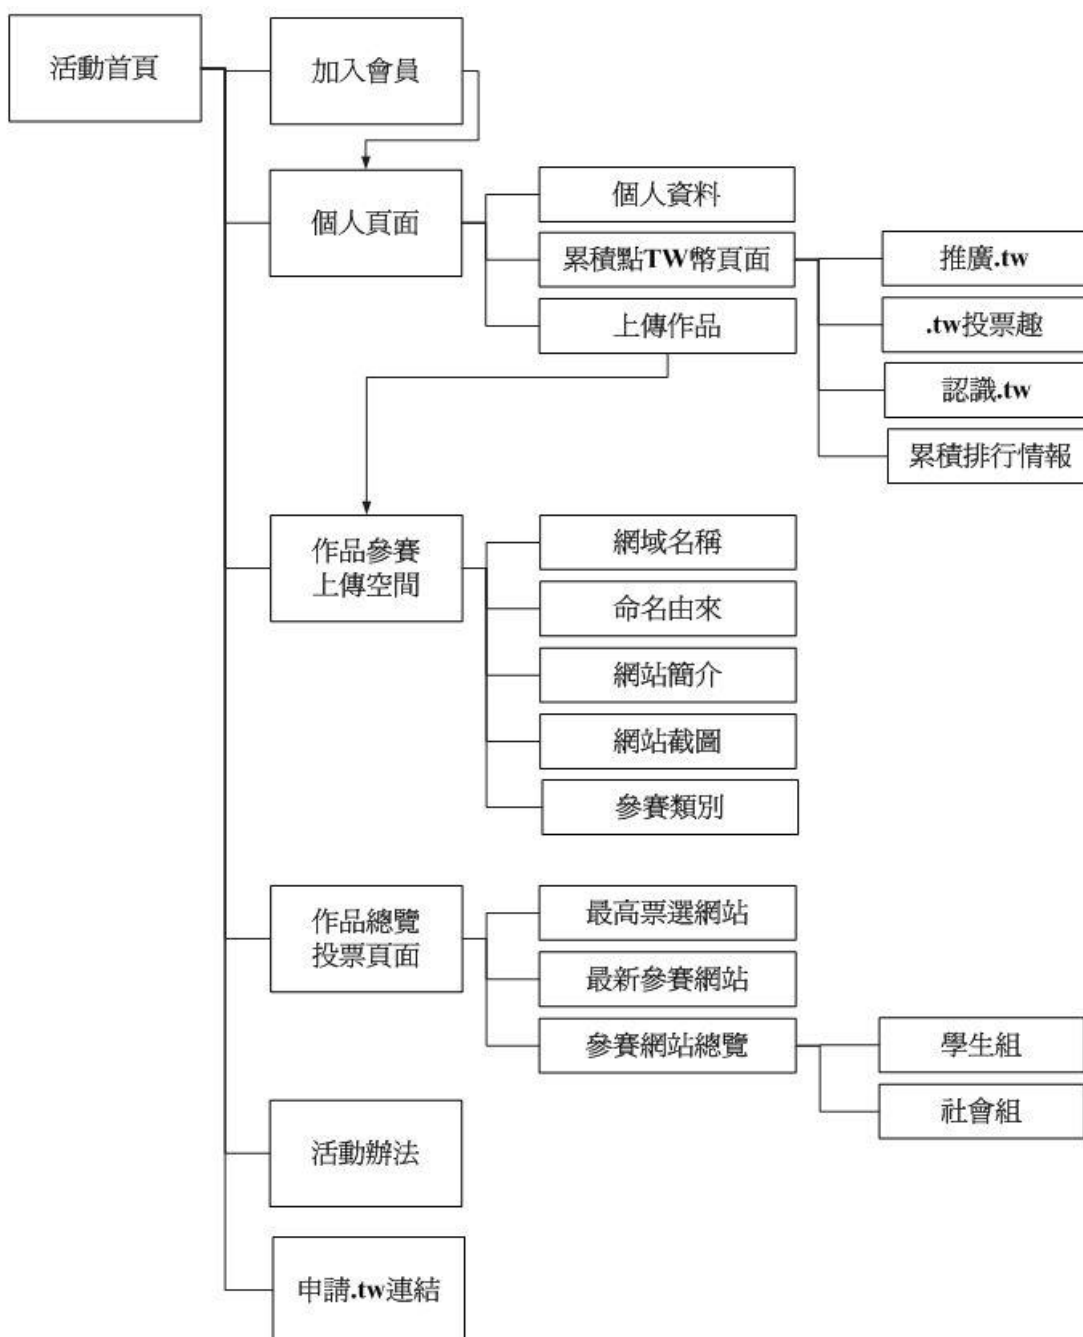 活動首頁
加入會員
個人頁面
個人資料
累積點TW幣頁面
推廣.tw
.tw投票趣
上傳作品
認識.tw
累積排行情報
作品參賽
上傳空間
網域名稱
命名由來
網站簡介
網站截圖
參賽類別
作品總覽
投票頁面
最高票選網站
最新參賽網站
參賽網站總覽
學生組
社會組
活動辦法
申請.tw連結